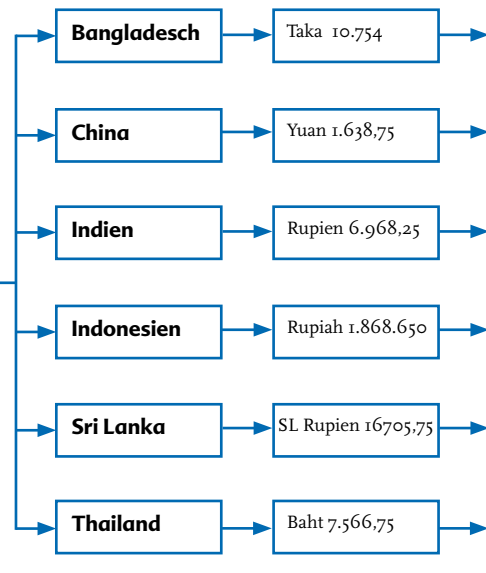 Bangladesch Taka 10.754
China Yuan 1.638,75
Indien Rupien 6.968,25
Indonesien Rupiah 1.868.650
Sri Lanka SL Rupien 16705,75
Thailand Baht 7.566,75